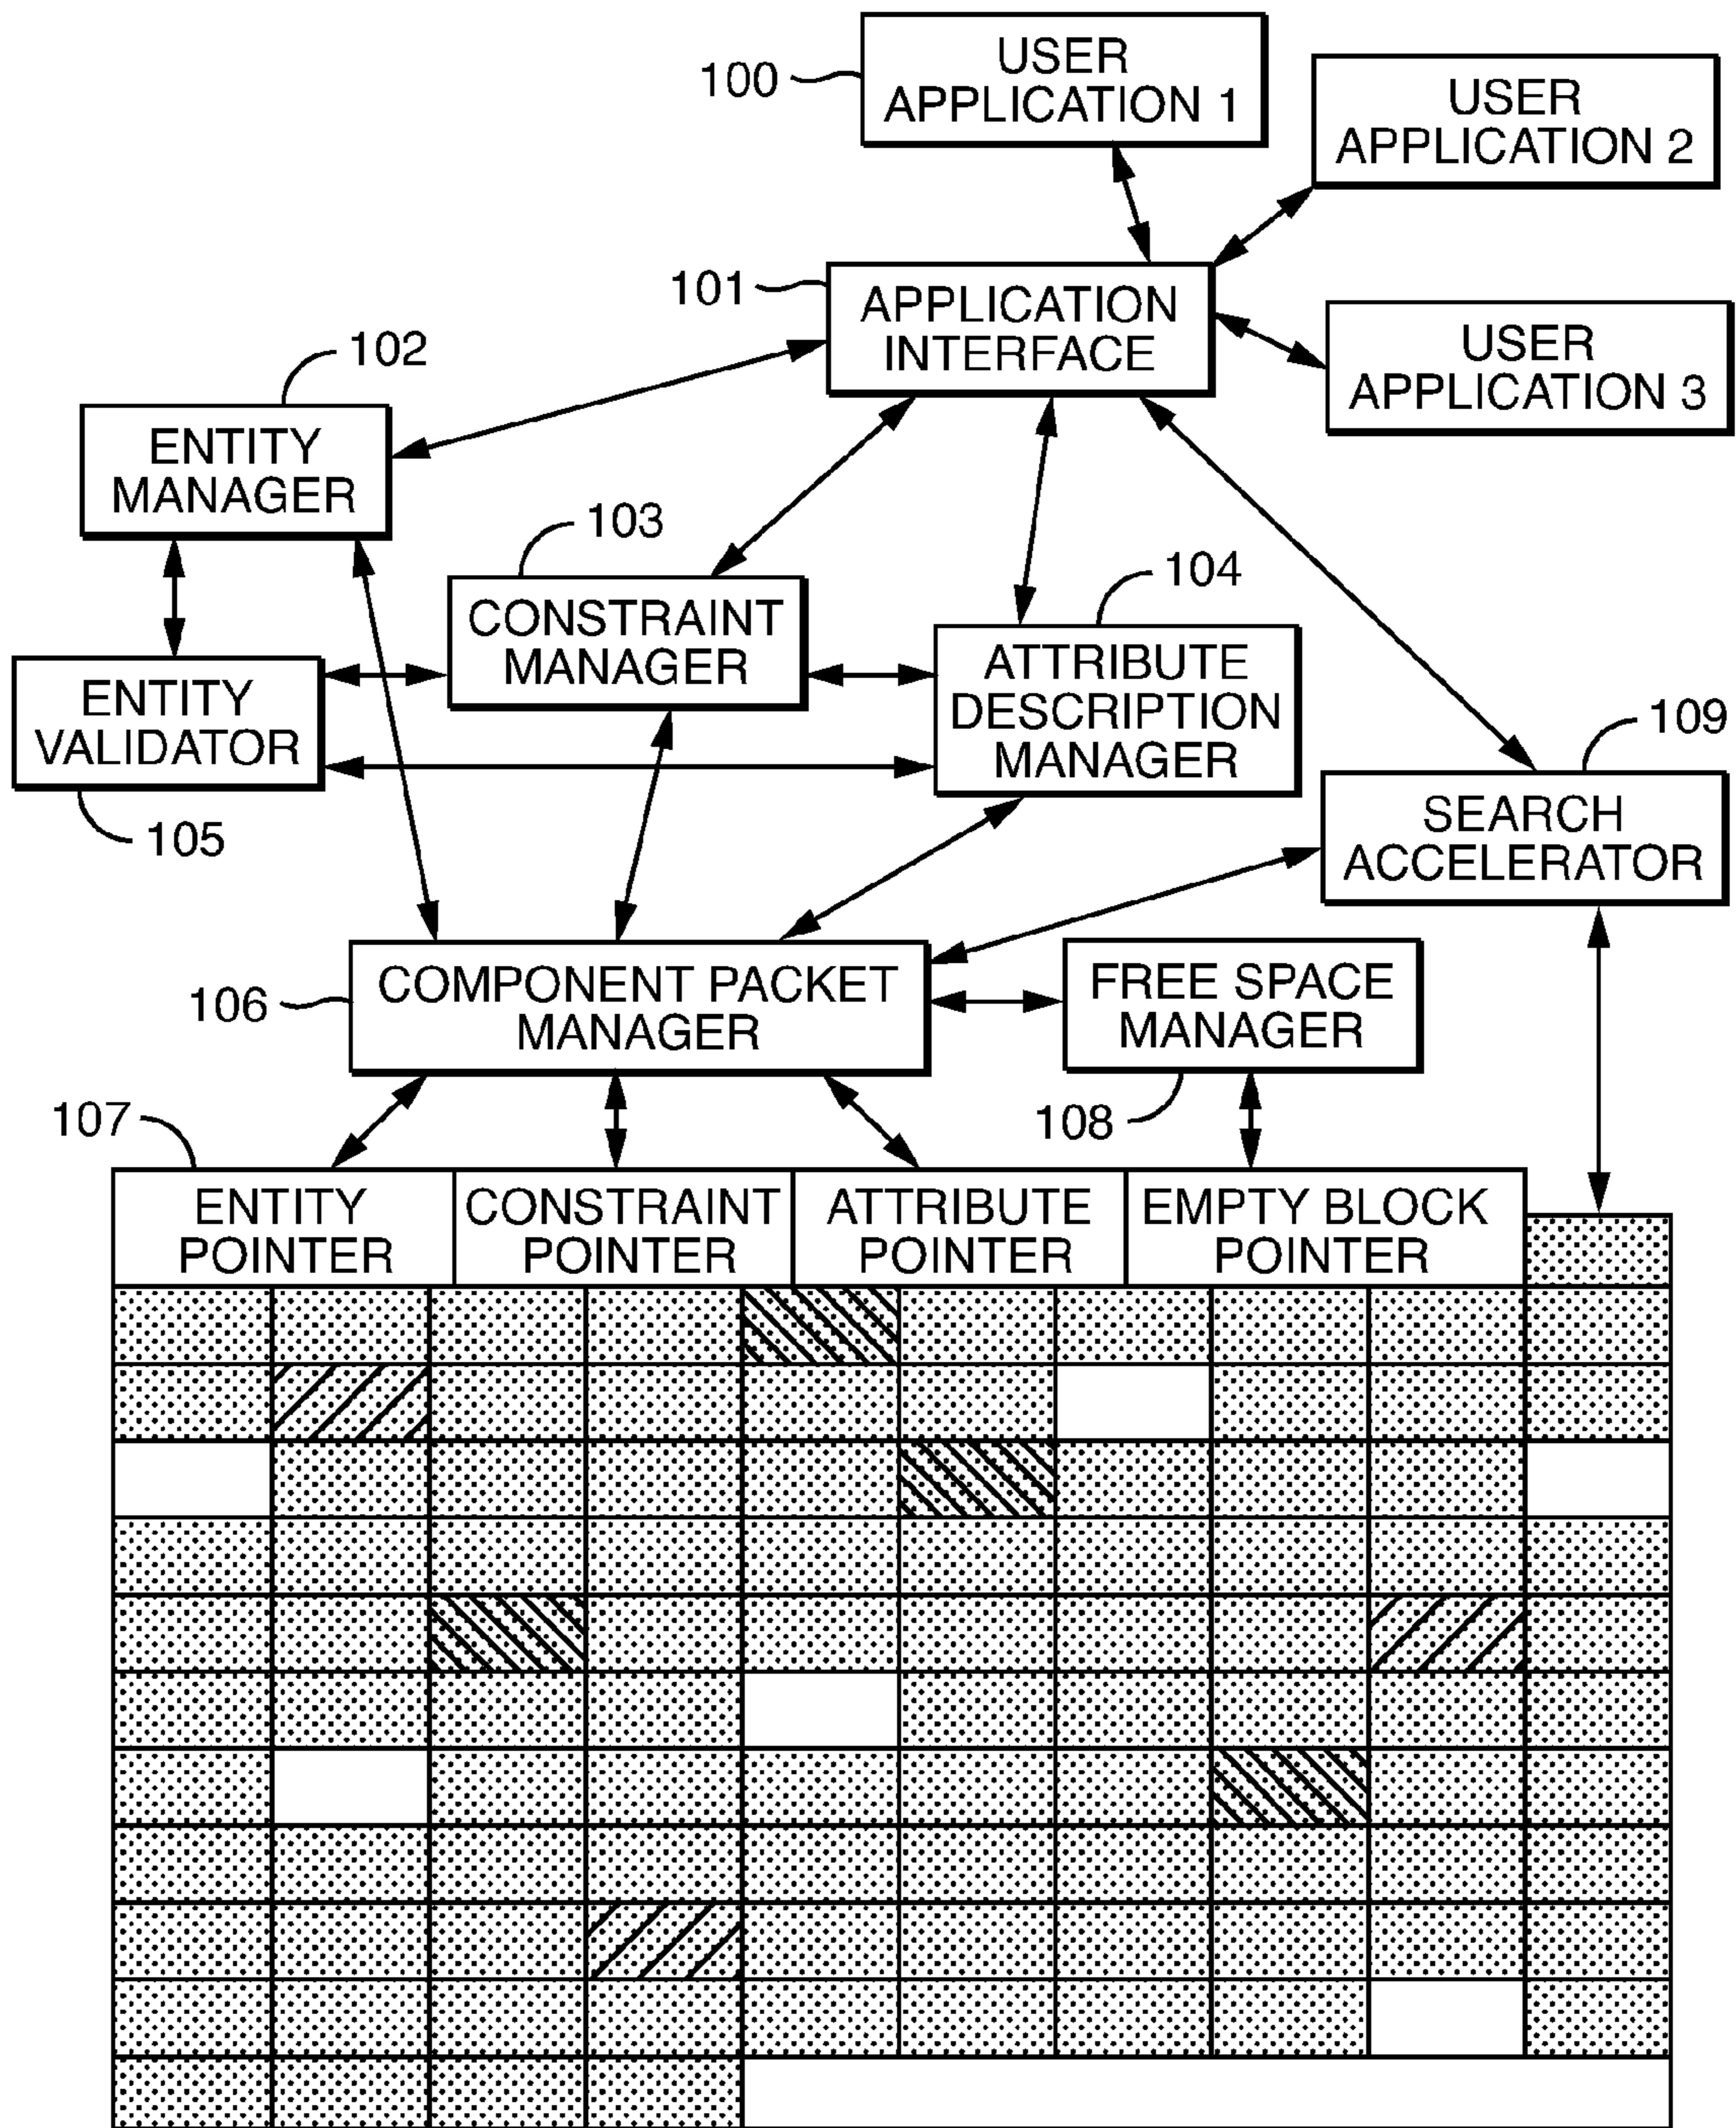 100
USER
APPLICATION 1
USER
APPLICATION 2
101
APPLICATION
INTERFACE
USER
APPLICATION 3
102
ENTITY
MANAGER
103
CONSTRAINT
MANAGER
104
ATTRIBUTE
DESCRIPTION
MANAGER
ENTITY
VALIDATOR
105
109
SEARCH
ACCELERATOR
106
COMPONENT PACKET
MANAGER
FREE SPACE
MANAGER
107
108
ENTITY
POINTER
CONSTRAINT
POINTER
ATTRIBUTE
POINTER
EMPTY BLOCK
POINTER